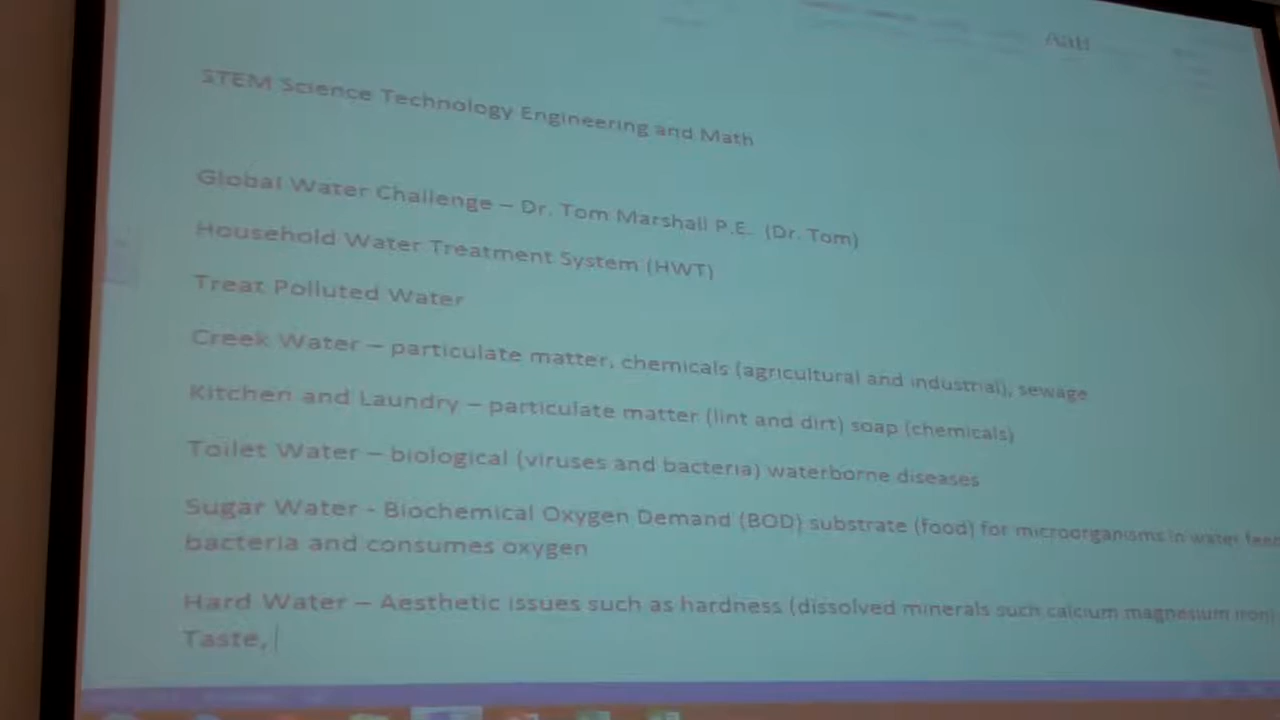 AaBl
STEM Science Technology Engineering and Math
Global Water Challenge – Dr. Tom Marshall P.E. (Dr. Tom)
Household Water Treatment System (HWT)
Treat Polluted Water
Creek Water – particulate matter, chemicals (agricultural and industrial), sewage
Kitchen and Laundry – particulate matter (lint and dirt) soap (chemicals)
Toilet Water – biological (viruses and bacteria) waterborne diseases
Sugar Water - Biochemical Oxygen Demand (BOD) substrate (food) for microorganisms in water feed
bacteria and consumes oxygen
Hard Water – Aesthetic issues such as hardness (dissolved minerals such calcium magnesium iron)
Taste,